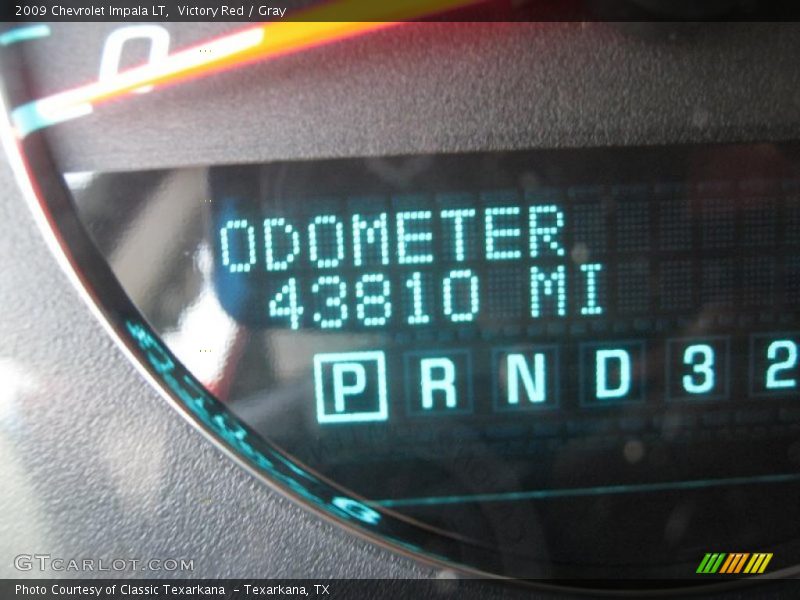 2009 Chevrolet Impala LT,  Victory Red / Gray
0
ODOMETER
43810 MI
P R N D 3 2
GTCARLOT.COM
Photo Courtesy of Classic Texarkana  - Texarkana, TX